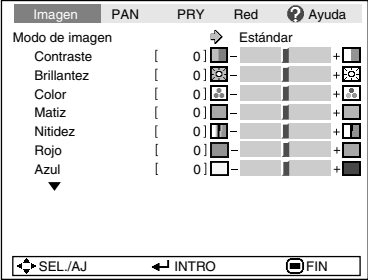 Imagen PAN PRY Red ? Ayuda
Modo de imagen Estándar
Contraste [ 0 ] - +
Brillantez [ 0 ] - +
Color [ 0 ] - +
Matiz [ 0 ] - +
Nitidez [ 0 ] - +
Rojo [ 0 ] - +
Azul [ 0 ] - +
SEL./AJ INTRO FIN